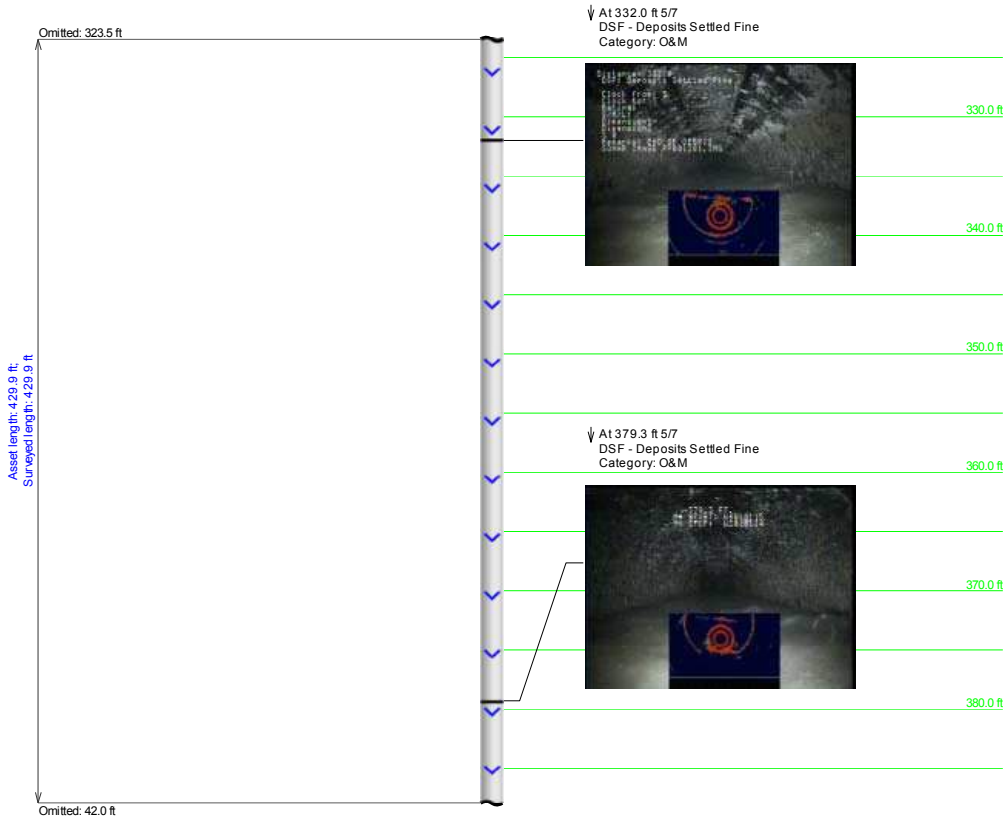 Omitted: 323.5 ft
At 332.0 ft 5/7
DSF - Deposits Settled Fine
Category: O&M
330.0 ft
340.0 ft
350.0 ft
Asset length: 429.9 ft;
Surveyed length: 429.9 ft
At 379.3 ft 5/7
DSF - Deposits Settled Fine
Category: O&M
360.0 ft
370.0 ft
380.0 ft
Omitted: 42.0 ft